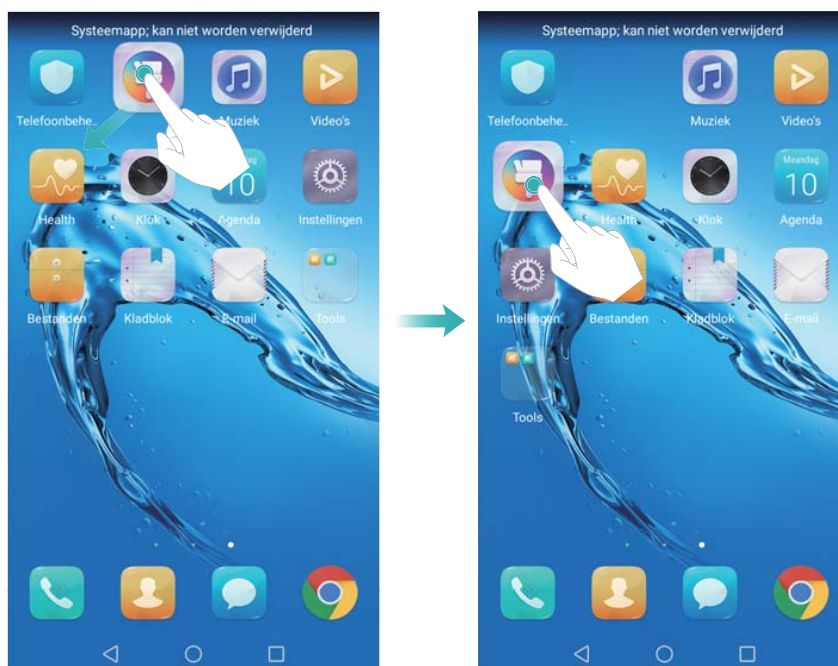 Systeemapp; kan niet worden verwijderd
Telefoonbehe..
Muziek
Video's
Health
Klok
10
Agenda
Instellingen
Bestanden
Kladblok
E-mail
Tools
Systeemapp; kan niet worden verwijderd
Telefoonbehe..
Muziek
Video's
Health
Klok
Maandag
10
Agenda
Instellingen
Bestanden
Kladblok
E-mail
Tools